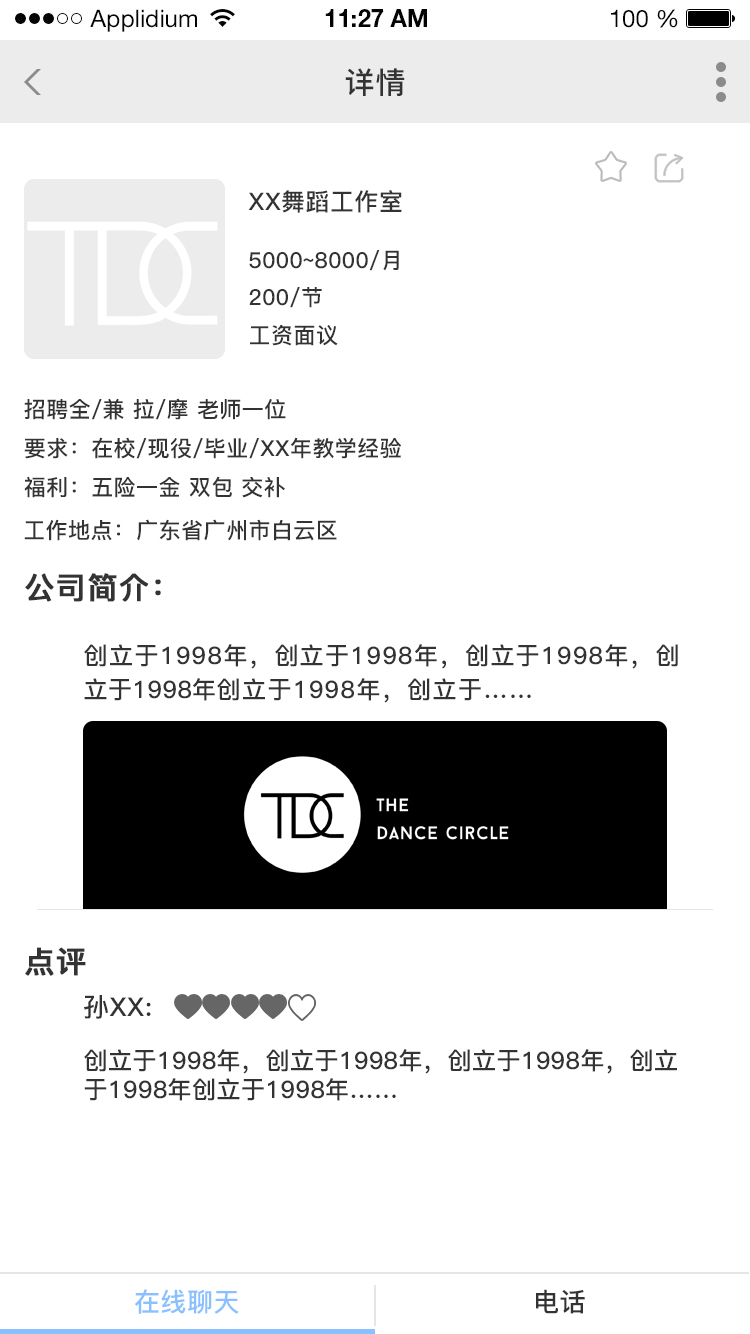 Applidium 11:27 AM 100 %
详情
TDC
XX舞蹈工作室
5000~8000/月
200/节
工资面议
招聘全/兼 拉/摩 老师一位
要求：在校/现役/毕业/XX年教学经验
福利：五险一金 双包 交补
工作地点：广东省广州市白云区
公司简介：
创立于1998年，创立于1998年，创立于1998年，创
立于1998年创立于1998年，创立于……
TDC
THE
DANCE CIRCLE
点评
孙XX：
创立于1998年，创立于1998年，创立于1998年，创立
于1998年创立于1998年……
在线聊天 电话